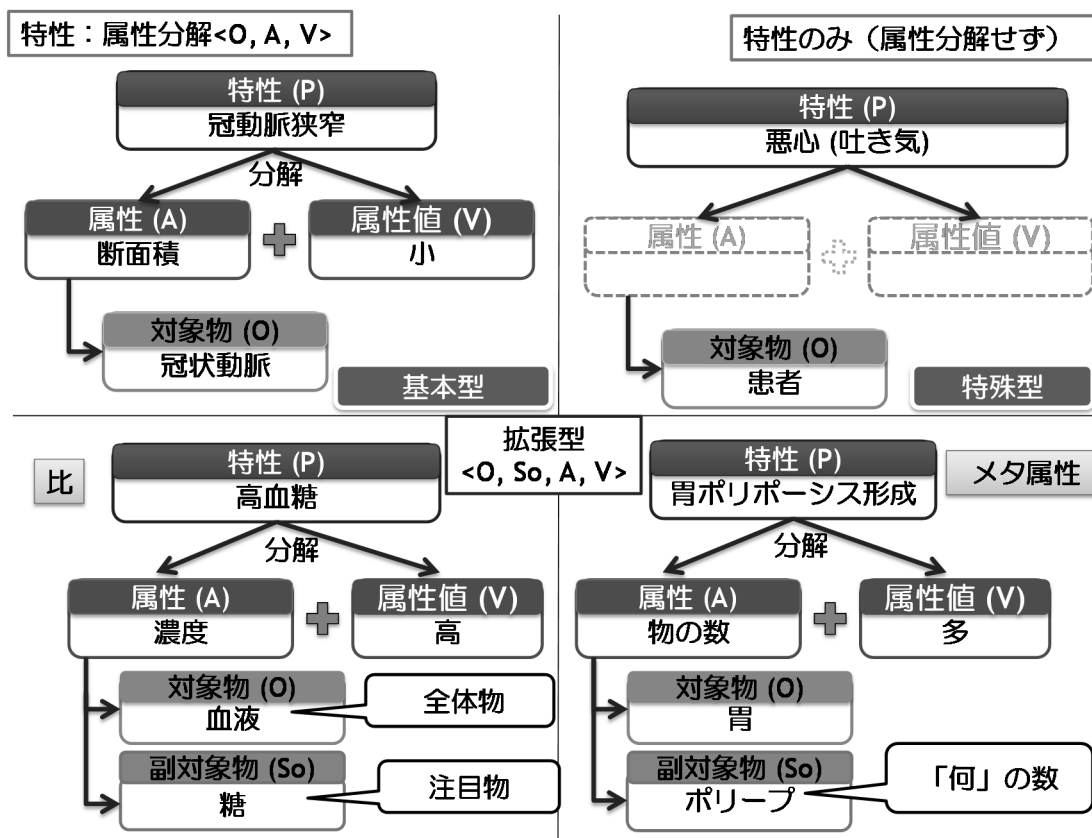 特性：属性分解<O, A, V>
特性 (P)
冠動脈狭窄
分解
属性 (A)
断面積
属性値 (V)
小
対象物 (O)
冠状動脈
基本型
特性のみ（属性分解せず）
特性 (P)
悪心 (吐き気)
属性 (A)
属性値 (V)
対象物 (O)
患者
特殊型
拡張型
<O, So, A, V>
比
特性 (P)
高血糖
分解
属性 (A)
濃度
属性値 (V)
高
対象物 (O)
血液
全体物
副対象物 (So)
糖
注目物
メタ属性
特性 (P)
胃ポリポーシス形成
分解
属性 (A)
物の数
属性値 (V)
多
対象物 (O)
胃
副対象物 (So)
ポリープ
「何」の数